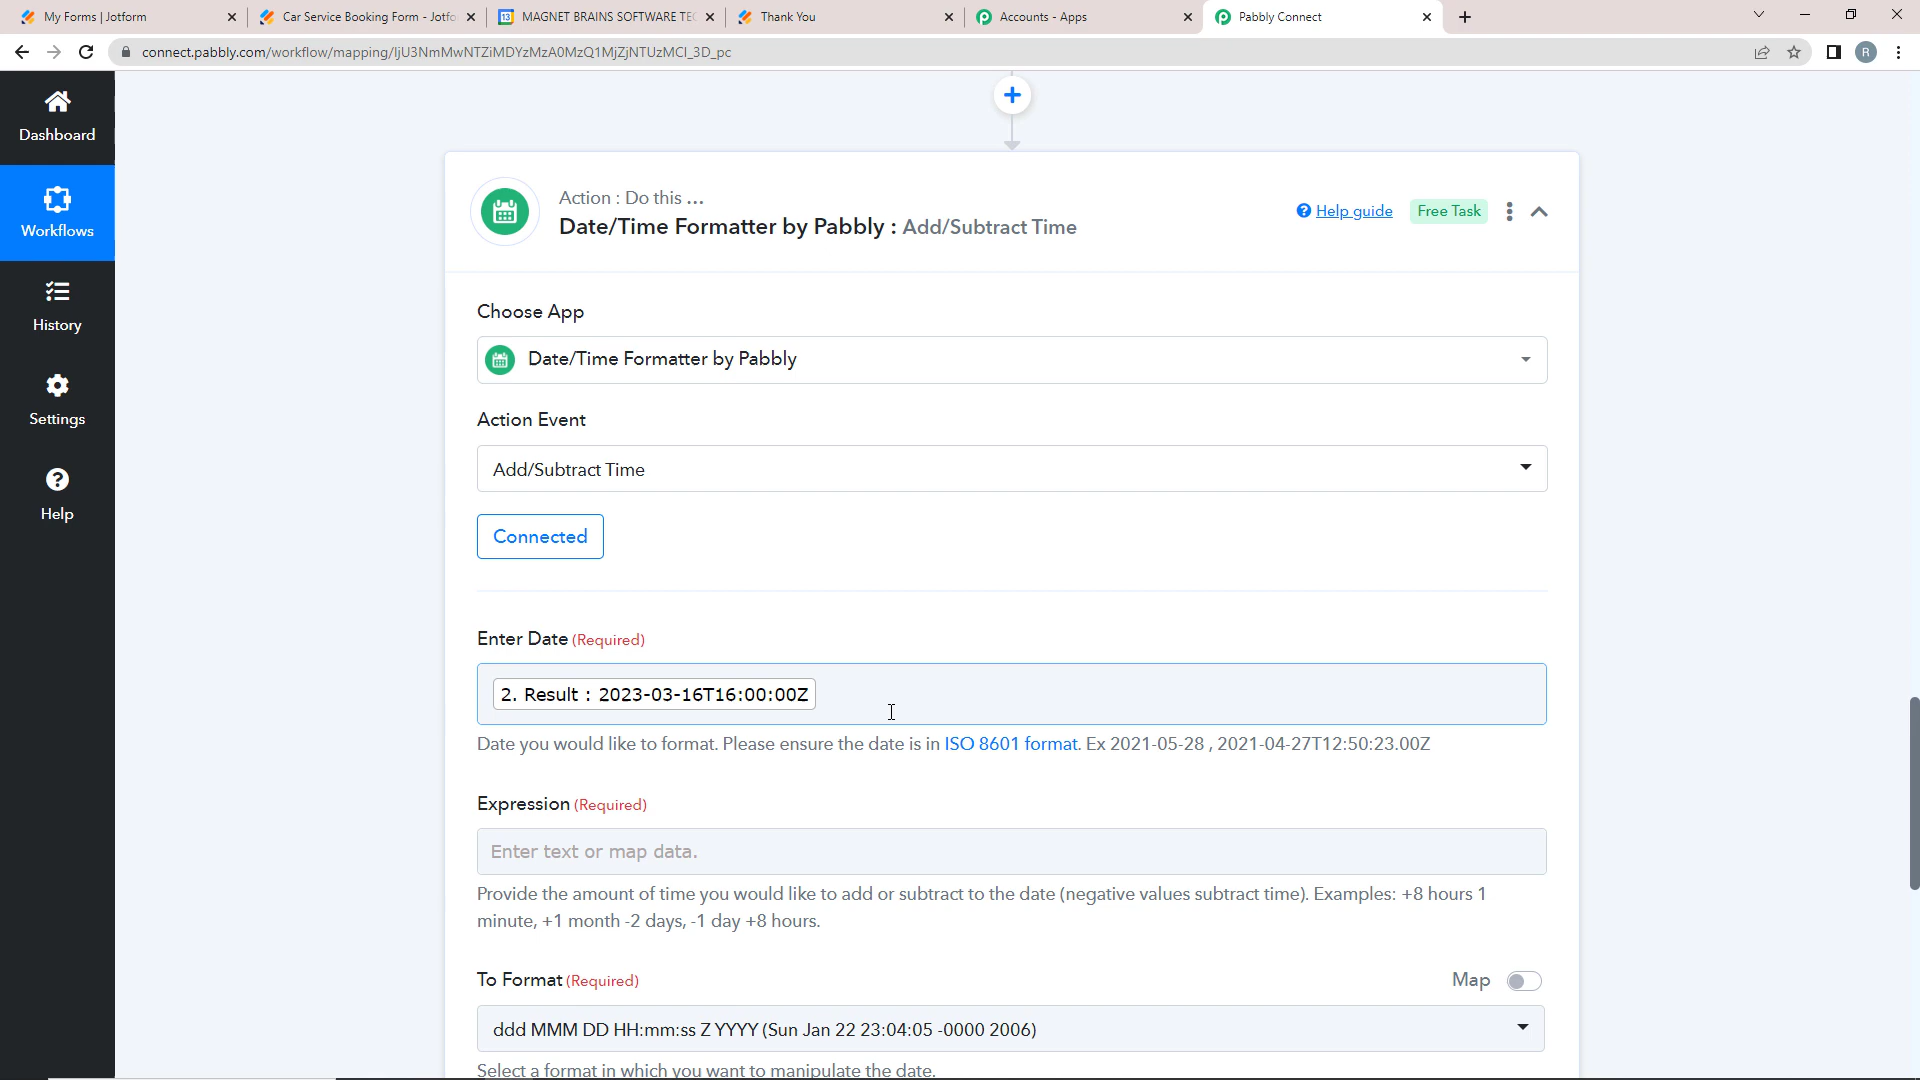 My Forms | Jotform
Car Service Booking Form - Jotfo
MAGNET BRAINS SOFTWARE TEC
Thank You
Accounts - Apps
Pabbly Connect
connect.pabbly.com/workflow/mapping/IjU3NmMwNTZiMDYzMzA0MzQ1MjZjNTUzMCI_3D_pc
R
Dashboard
Workflows
History
Settings
Help
Action : Do this ...
Date/Time Formatter by Pabbly : Add/Subtract Time
Help guide
Free Task
Choose App
Date/Time Formatter by Pabbly
Action Event
Add/Subtract Time
Connected
Enter Date (Required)
2. Result : 2023-03-16T16:00:00Z
Date you would like to format. Please ensure the date is in ISO 8601 format. Ex 2021-05-28 , 2021-04-27T12:50:23.00Z
Expression (Required)
Enter text or map data.
Provide the amount of time you would like to add or subtract to the date (negative values subtract time). Examples: +8 hours 1
minute, +1 month -2 days, -1 day +8 hours.
To Format (Required)
Map
ddd MMM DD HH:mm:ss Z YYYY (Sun Jan 22 23:04:05 -0000 2006)
Select a format in which you want to manipulate the date.